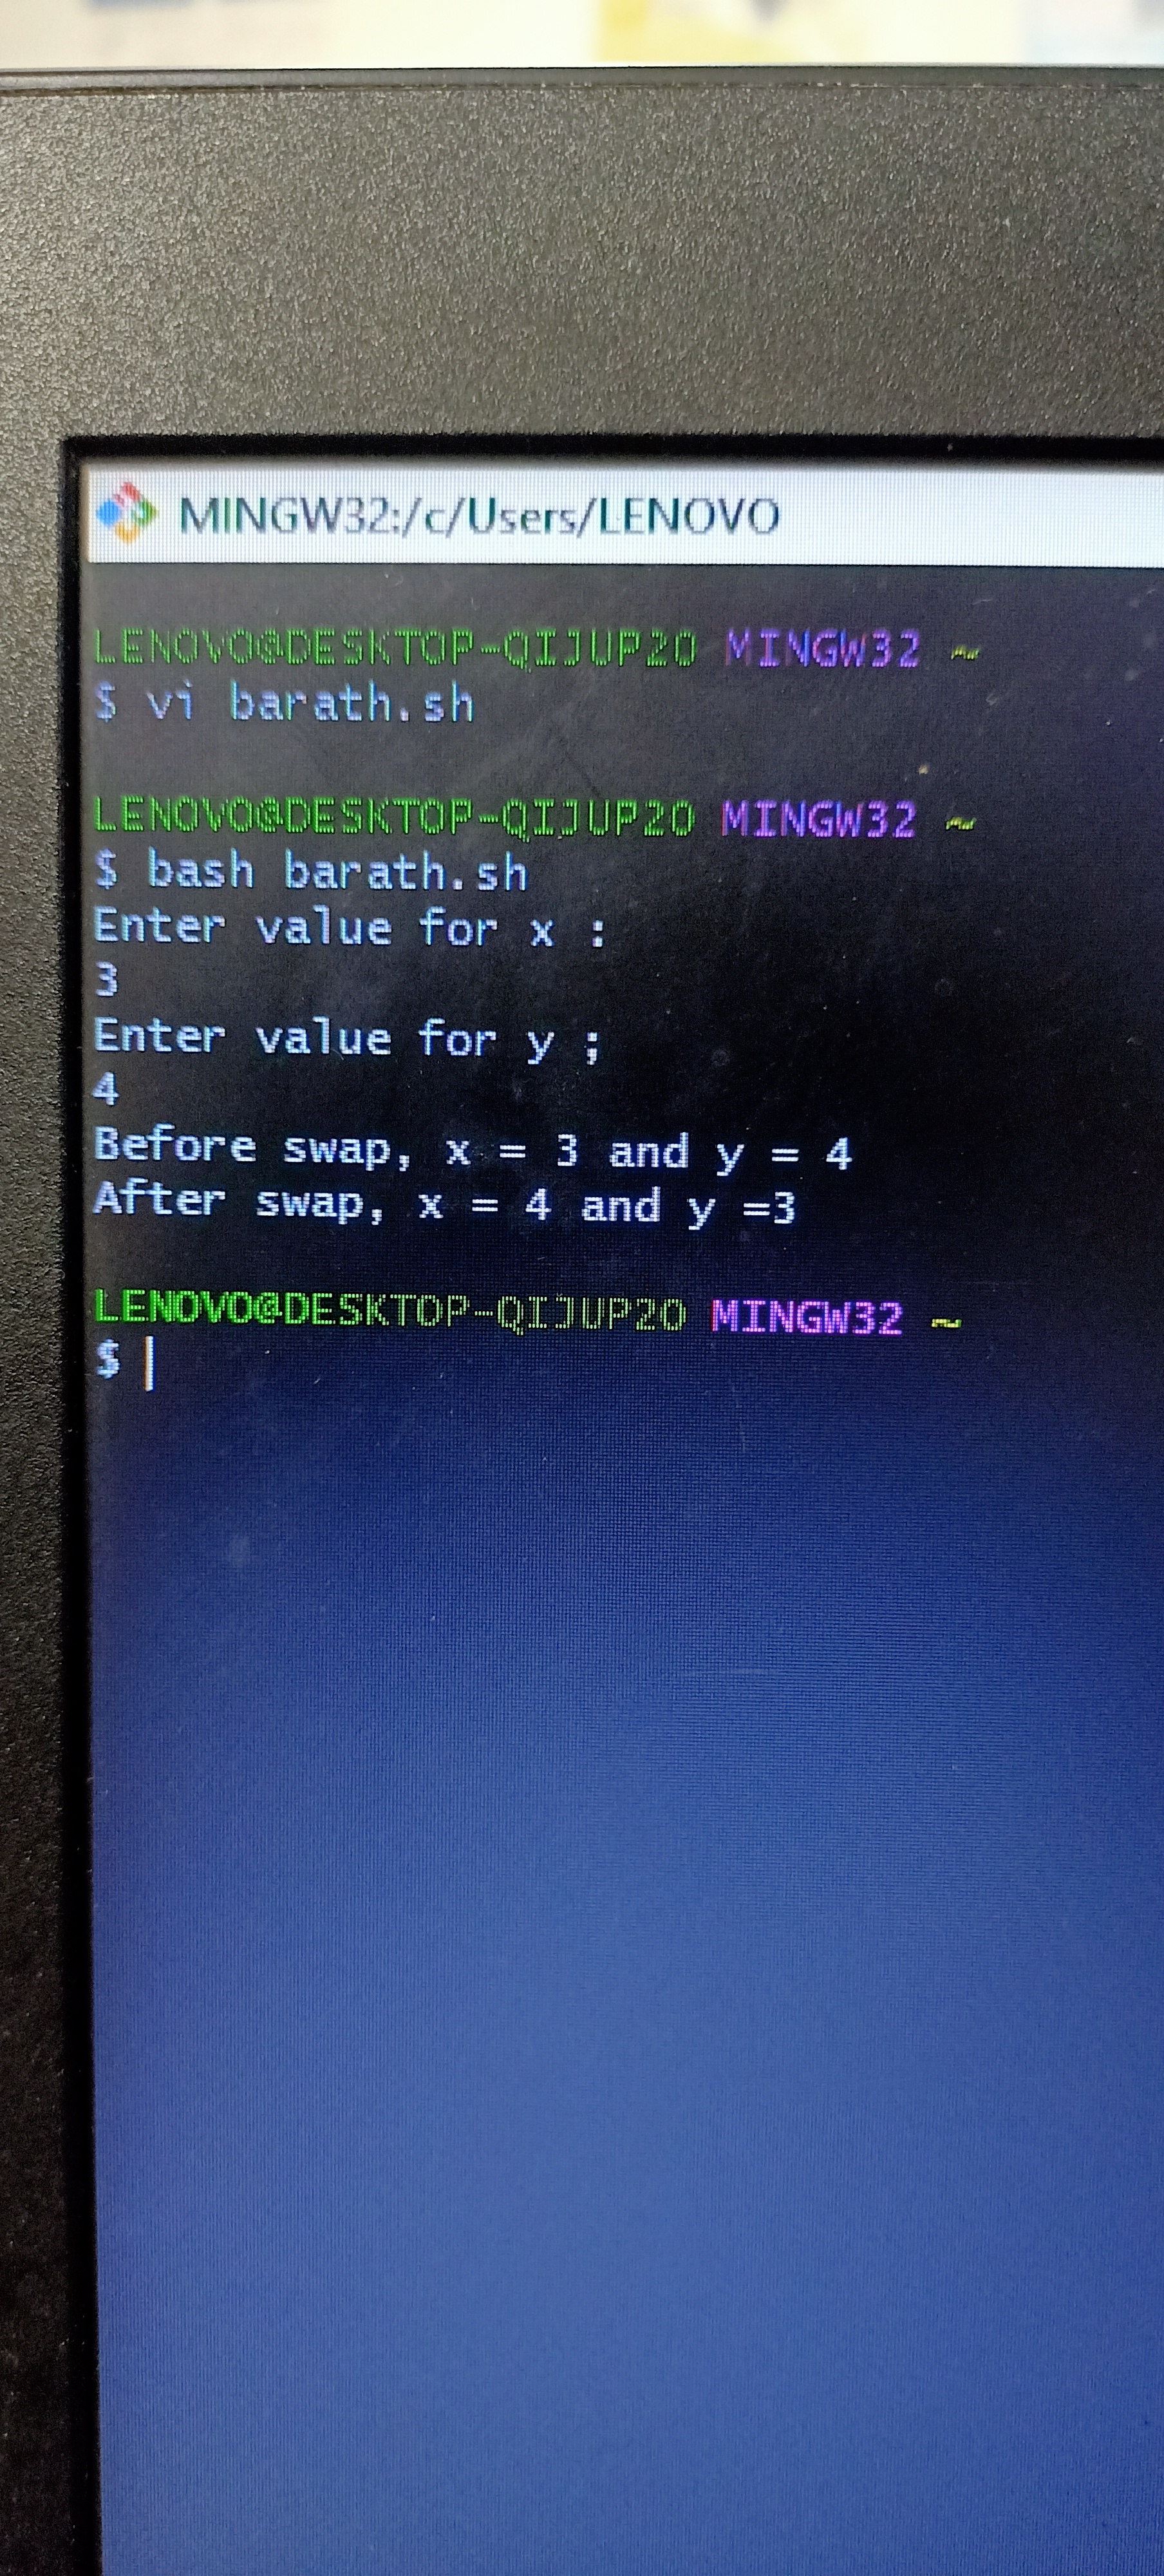 MINGW32:/c/Users/LENOVO
LENOVO@DESKTOP-QIJUP20 MINGW32 ~
$ vi barath.sh
LENOVO@DESKTOP-QIJUP20 MINGW32 ~
$ bash barath.sh
Enter value for x :
3
Enter value for y ;
4
Before swap, x = 3 and y = 4
After swap, x = 4 and y =3
LENOVO@DESKTOP-QIJUP20 MINGW32 ~
$